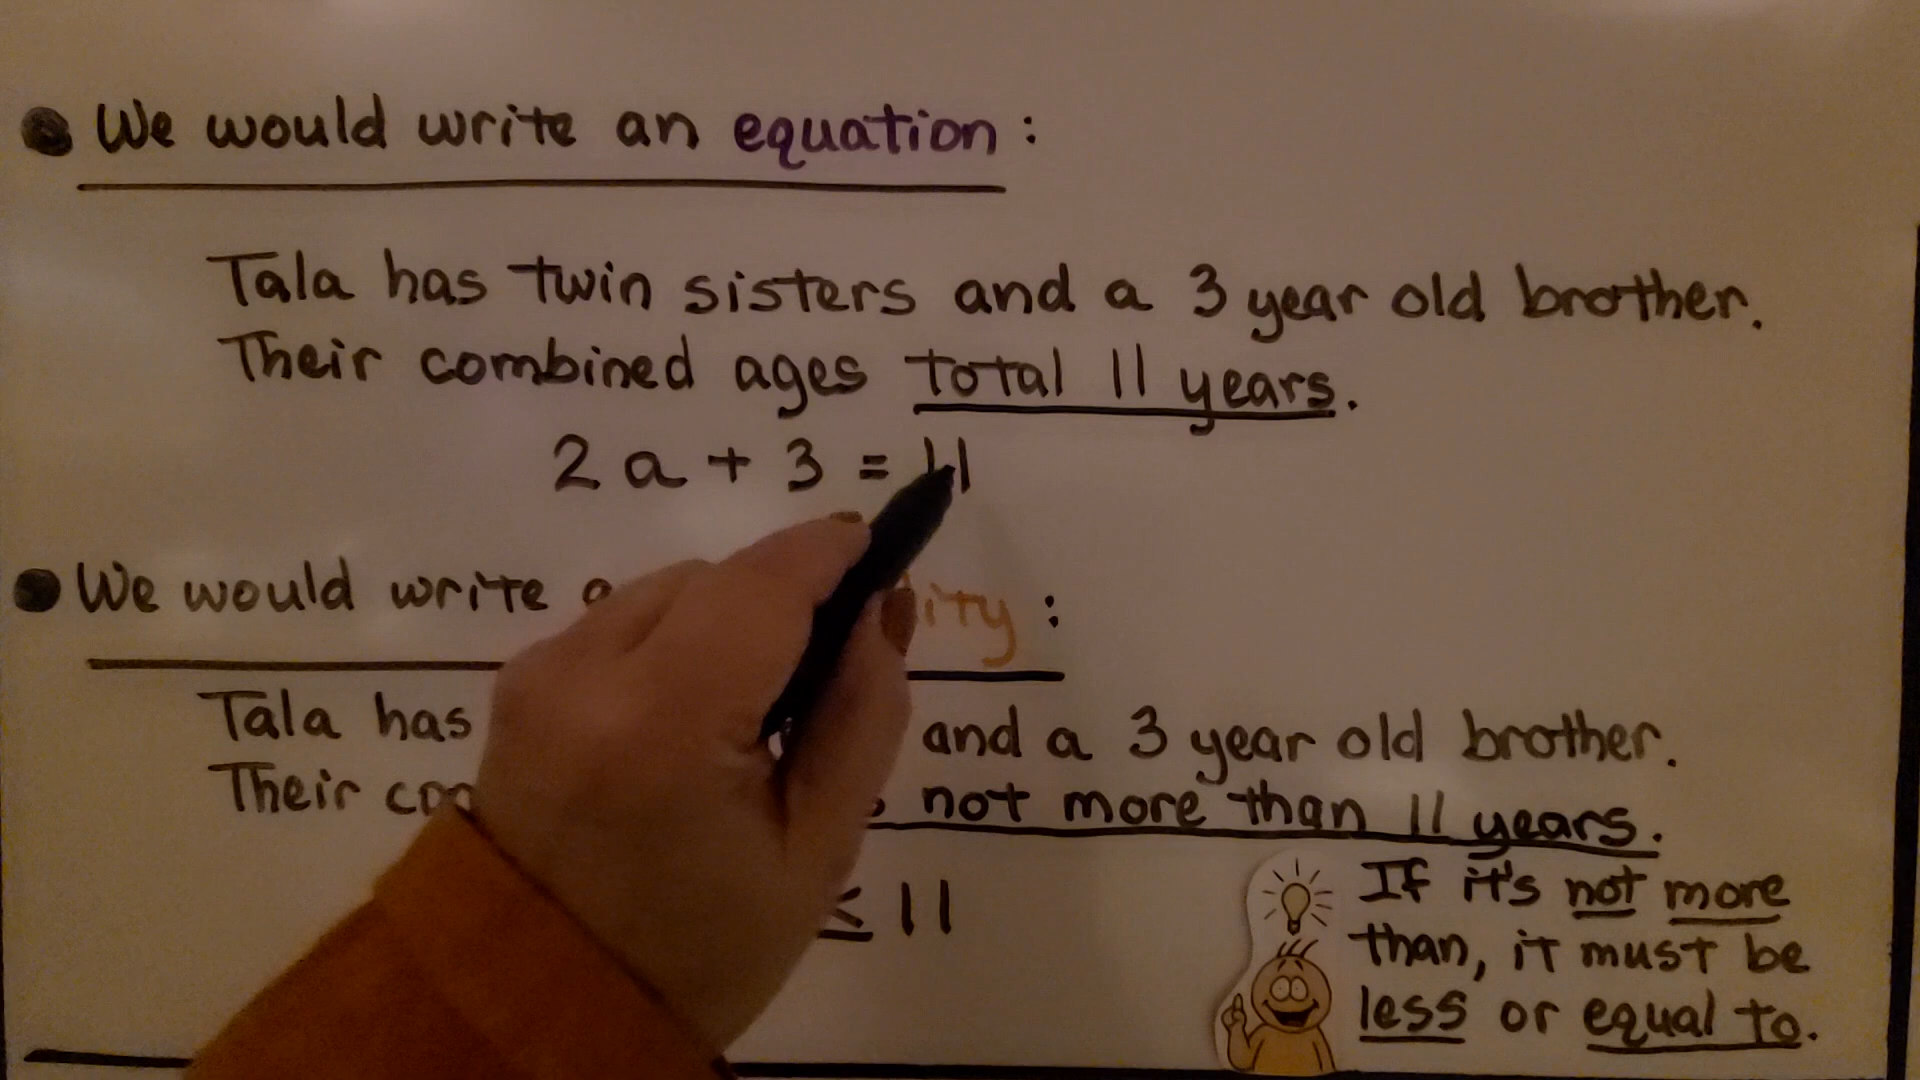 We would write an equation:
Tala has twin sisters and a 3 year old brother.
Their combined ages total 11 years.
2a + 3 = 11
We would write
Tala has and a 3 year old brother.
Their not more than 11 years.
≤ 11
If it's not more
than, it must be
less or equal to.